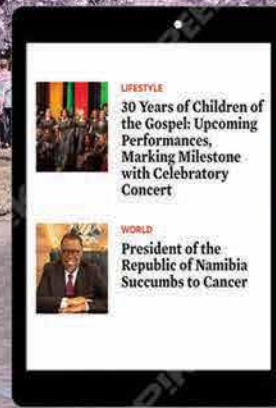 LIFESTYLE
30 Years of Children of
the Gospel: Upcoming
Performances,
Marking Milestone
with Celebratory
Concert
WORLD
President of the
Republic of Namibia
Succumbs to Cancer